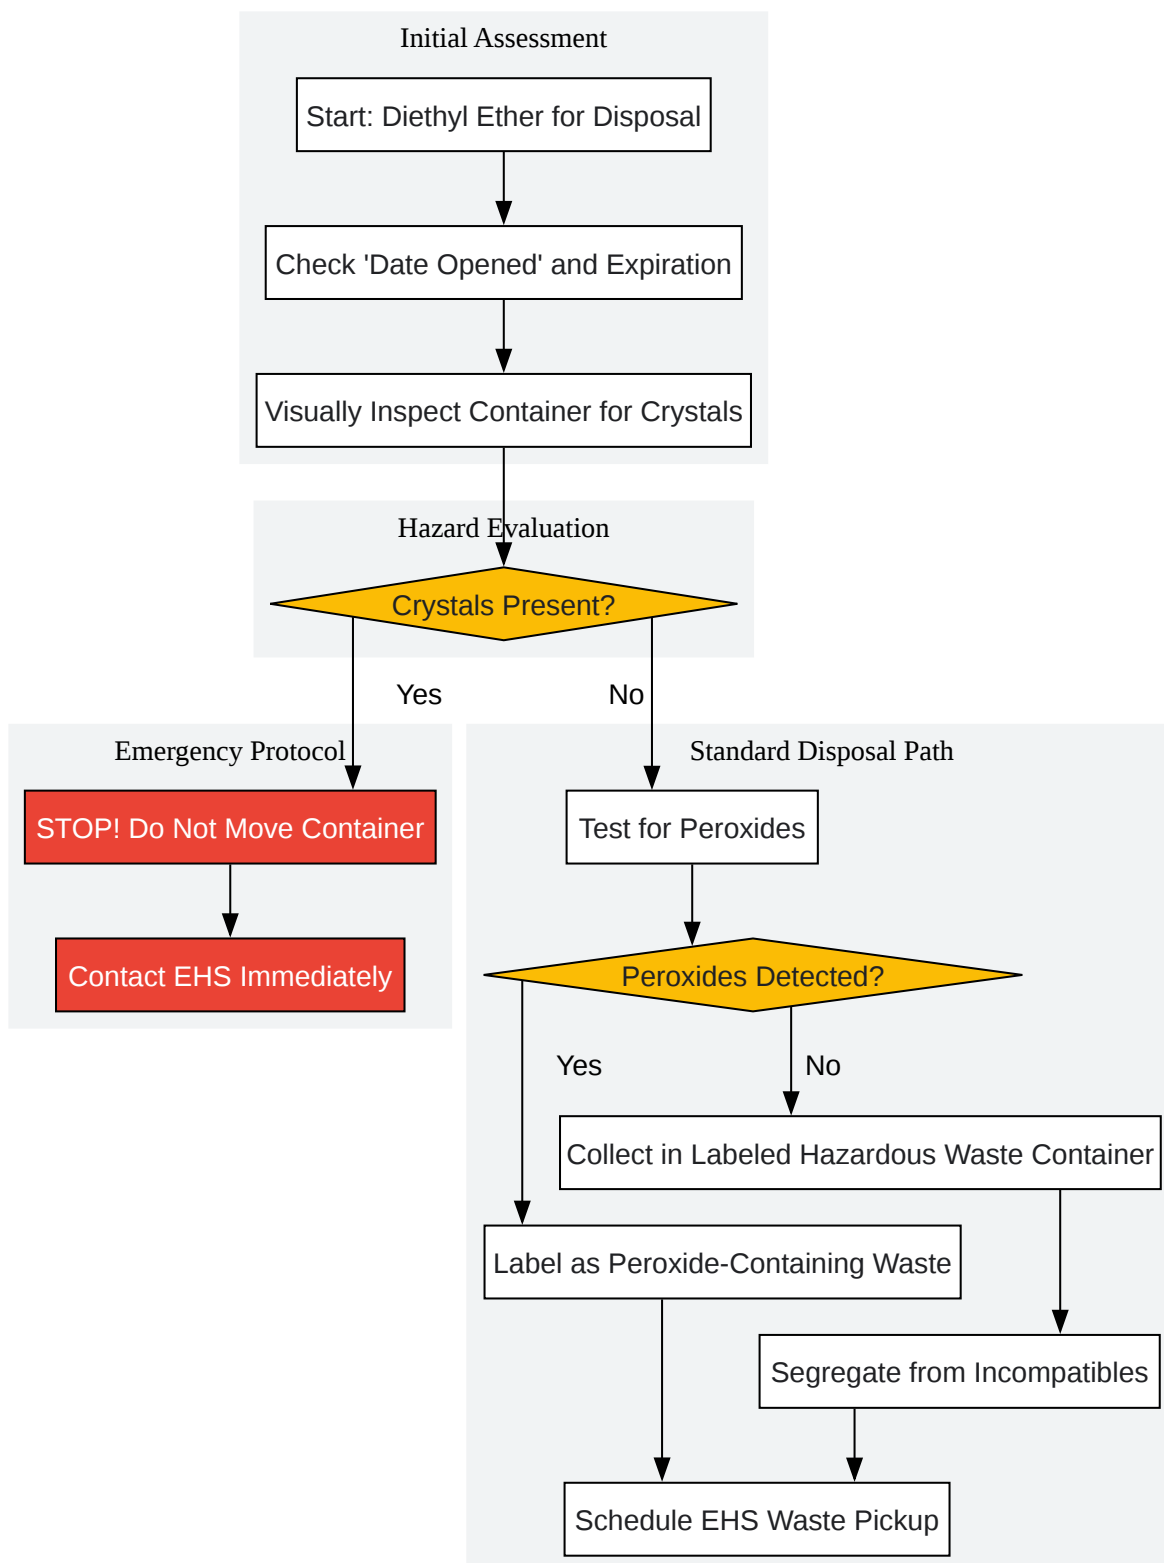 Initial Assessment
Start: Diethyl Ether for Disposal
Check 'Date Opened' and Expiration
Visually Inspect Container for Crystals
Hazard Evaluation
Crystals Present?
Yes
No
Emergency Protocol
STOP! Do Not Move Container
Contact EHS Immediately
Standard Disposal Path
Test for Peroxides
Peroxides Detected?
Yes
No
Collect in Labeled Hazardous Waste Container
Label as Peroxide-Containing Waste
Segregate from Incompatibles
Schedule EHS Waste Pickup